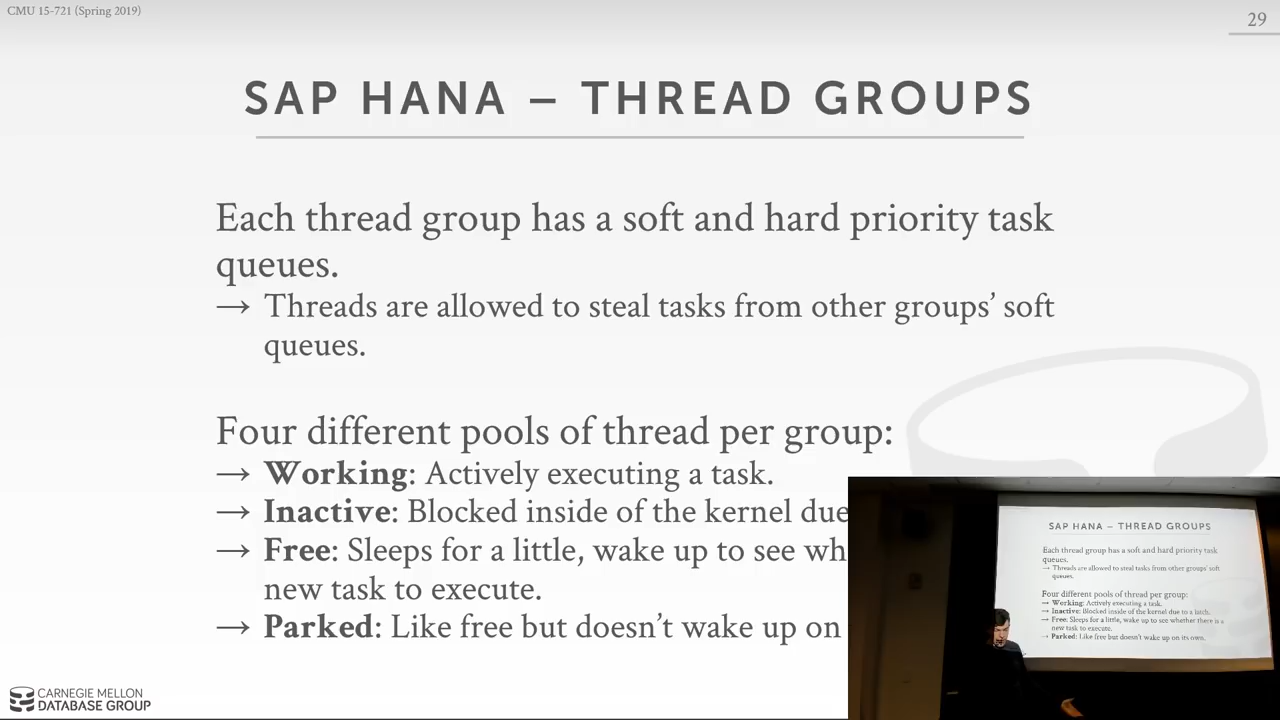 CMU 15-721 (Spring 2019)
29
SAP HANA – THREAD GROUPS
Each thread group has a soft and hard priority task
queues.
→ Threads are allowed to steal tasks from other groups’ soft
queues.
Four different pools of thread per group:
→ Working: Actively executing a task.
→ Inactive: Blocked inside of the kernel due
→ Free: Sleeps for a little, wake up to see wh
new task to execute.
→ Parked: Like free but doesn’t wake up on
CARNEGIE MELLON
DATABASE GROUP
SAP HANA – THREAD GROUPS
Each thread group has a soft and hard priority task
queues.
→ Threads are allowed to steal tasks from other groups’ soft
queues.
Four different pools of thread per group:
→ Working: Actively executing a task.
→ Inactive: Blocked inside of the kernel due to a latch.
→ Free: Sleeps for a little, wake up to see whether there is a
new task to execute.
→ Parked: Like free but doesn’t wake up on its own.